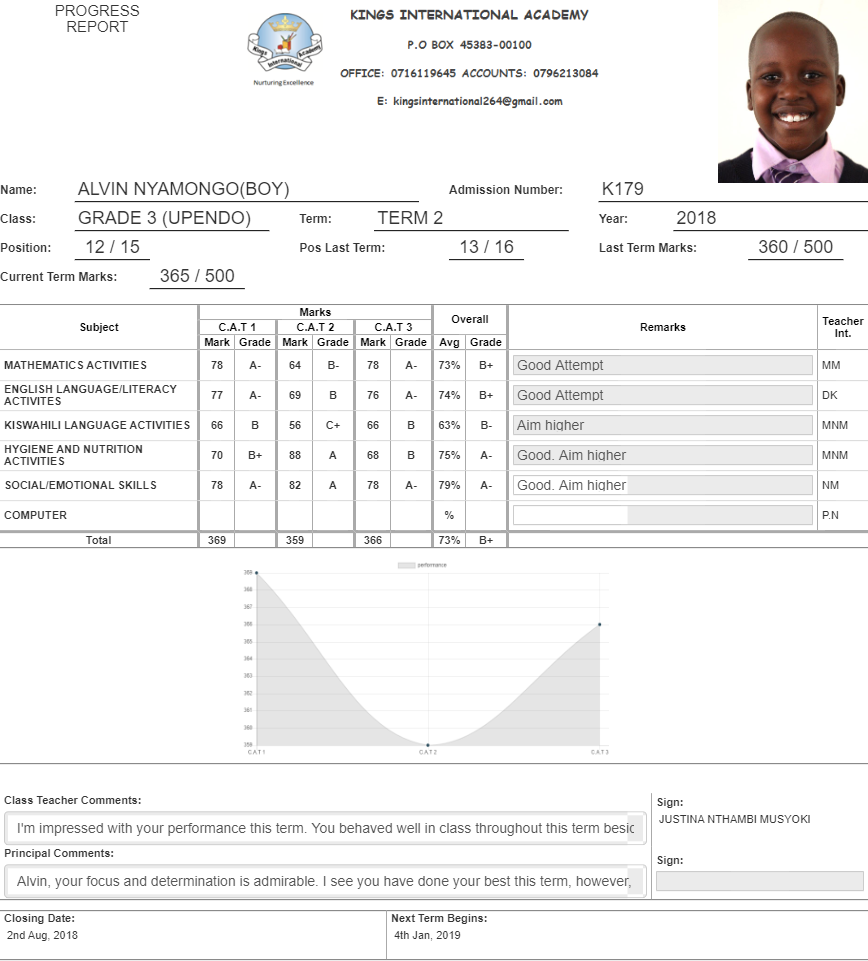 PROGRESS
REPORT
Kings International Academy
Nurturing Excellence
KINGS INTERNATIONAL ACADEMY
P.O BOX 45383-00100
OFFICE: 0716119645 ACCOUNTS: 0796213084
E: kingsinternational264@gmail.com
Name: ALVIN NYAMONGO(BOY) Admission Number: K179
Class: GRADE 3 (UPENDO) Term: TERM 2 Year: 2018
Position: 12 / 15 Pos Last Term: 13 / 16 Last Term Marks: 360 / 500
Current Term Marks: 365 / 500
Subject Marks Overall Remarks Teacher Int.
C.A.T 1 C.A.T 2 C.A.T 3
Mark Grade Mark Grade Mark Grade Avg Grade
MATHEMATICS ACTIVITIES 78 A- 64 B- 78 A- 73% B+ Good Attempt MM
ENGLISH LANGUAGE/LITERACY ACTIVITES 77 A- 69 B 76 A- 74% B+ Good Attempt DK
KISWAHILI LANGUAGE ACTIVITIES 66 B 56 C+ 66 B 63% B- Aim higher MNM
HYGIENE AND NUTRITION ACTIVITIES 70 B+ 88 A 68 B 75% A- Good. Aim higher MNM
SOCIAL/EMOTIONAL SKILLS 78 A- 82 A 78 A- 79% A- Good. Aim higher NM
COMPUTER % P.N
Total 369 359 366 73% B+
performance
369
368
367
366
365
364
363
362
361
360
359
C.A.T 1 C.A.T 2 C.A.T 3
Class Teacher Comments:
I'm impressed with your performance this term. You behaved well in class throughout this term
Sign:
JUSTINA NTHAMBI MUSYOKI
Principal Comments:
Alvin, your focus and determination is admirable. I see you have done your best this term, however,
Sign:
Closing Date:
2nd Aug, 2018
Next Term Begins:
4th Jan, 2019